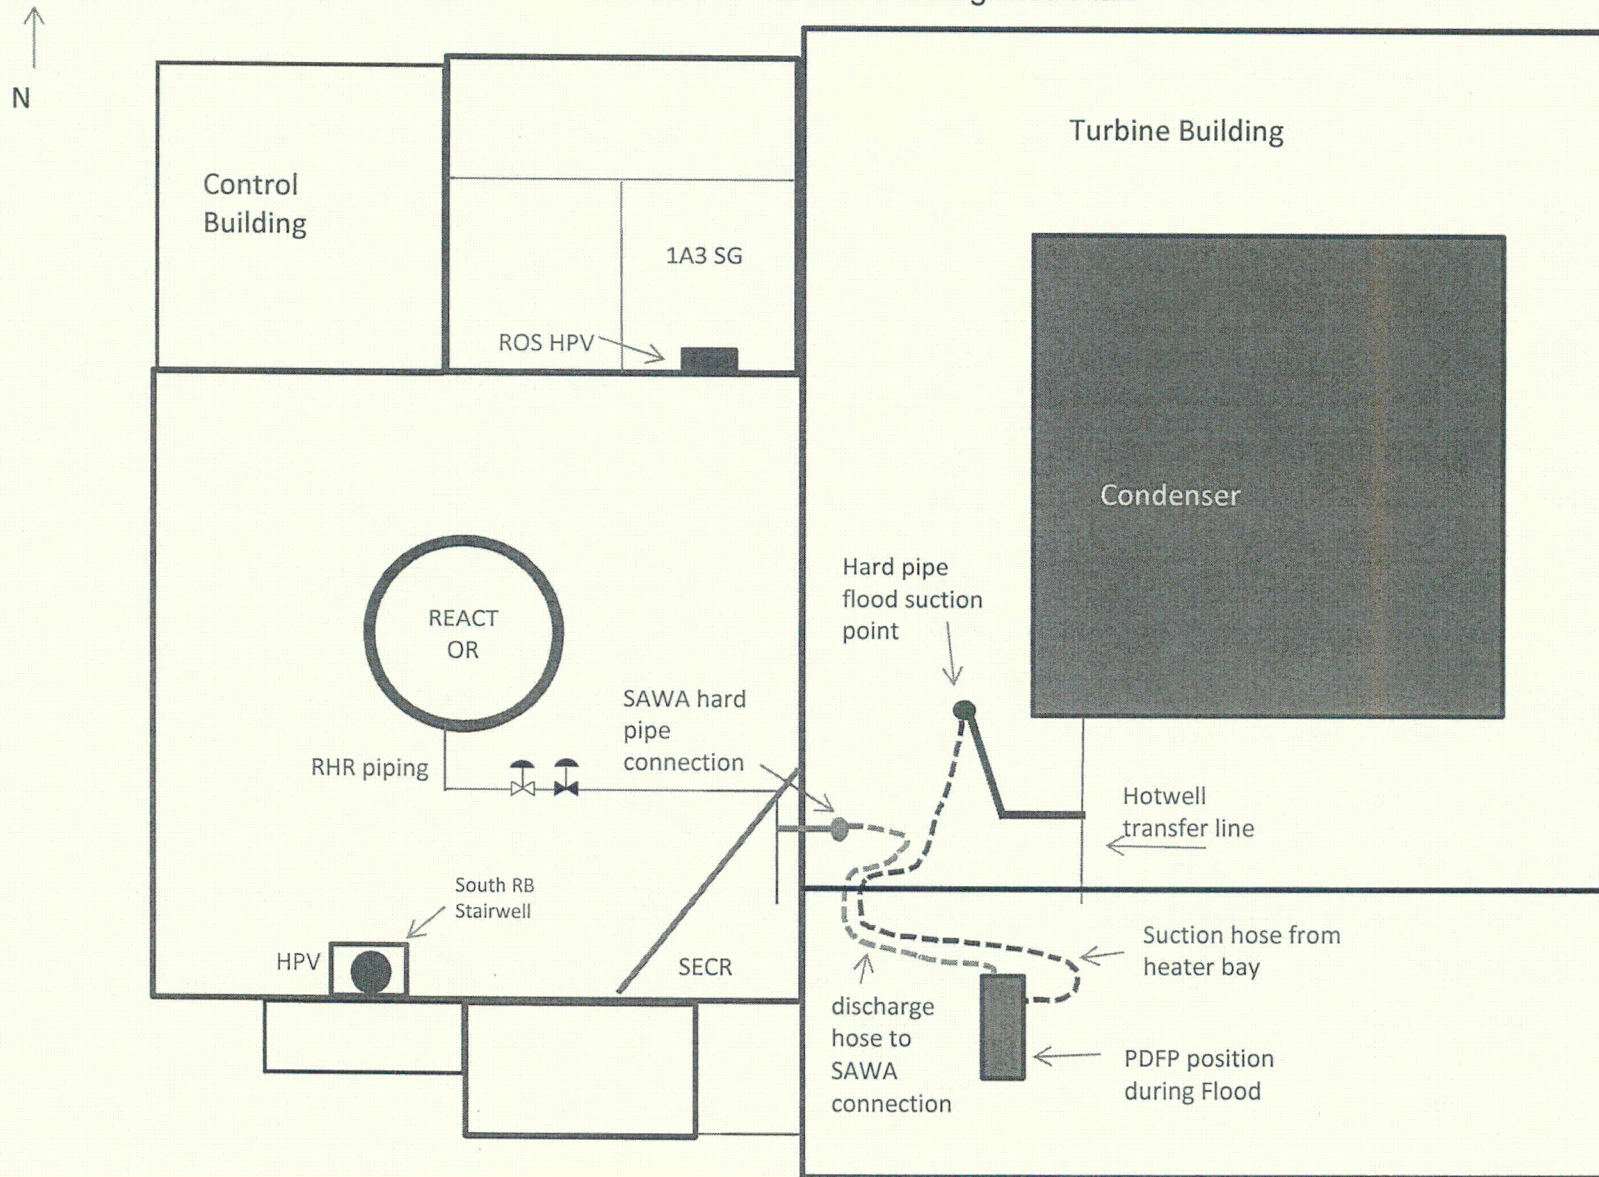 N
Turbine Building
Control
Building
1A3 SG
ROS HPV
Condenser
Hard pipe
flood suction
point
REACT
OR
SAWA hard
pipe
connection
RHR piping
Hotwell
transfer line
South RB
Stairwell
HPV
SECR
Suction hose from
heater bay
discharge
hose to
SAWA
connection
PDFP position
during Flood